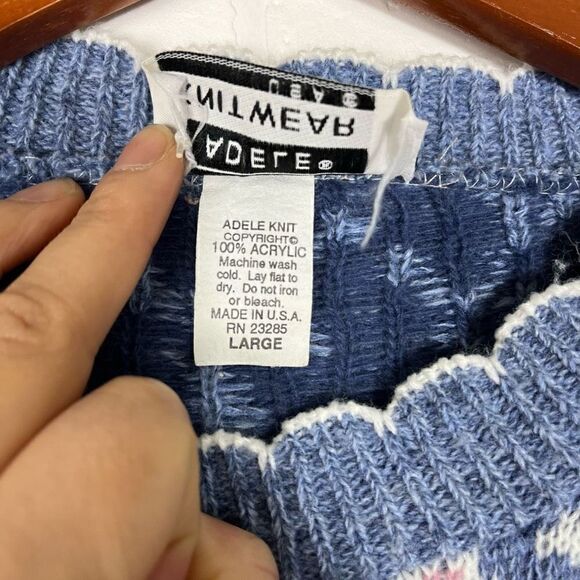 USA ®
KNITWEAR
ADELE®
ADELE KNIT
COPYRIGHT©
100% ACRYLIC
Machine wash
cold. Lay flat to
dry. Do not iron
or bleach.
MADE IN U.S.A.
RN 23285
LARGE